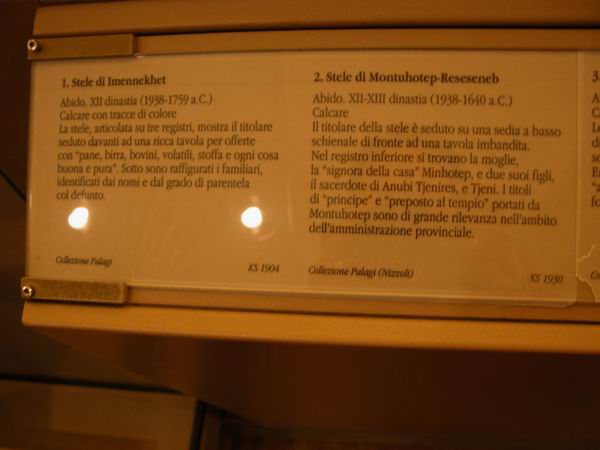 1. Stele di Imennekhet
Abido. XII dinastia (1938-1759 a.C.)
Calcare con tracce di colore
La stele, articolata su tre registri, mostra il titolare
seduto davanti ad una ricca tavola per offerte
con "pane, birra, bovini, volatili, stoffa e ogni cosa
buona e pura". Sotto sono raffigurati i familiari,
identificati dai nomi e dal grado di parentela
col defunto.
Collezione Palagi
KS 1904
2. Stele di Montuhotep-Reseseneb
Abido. XII-XIII dinastia (1938-1640 a.C.)
Calcare
Il titolare della stele è seduto su una sedia a basso
schienale di fronte ad una tavola imbandita.
Nel registro inferiore si trovano la moglie,
la "signora della casa" Minhotep, e due suoi figli,
il sacerdote di Anubi Tjenires, e Tjeni. I titoli
di "principe" e "preposto al tempio" portati da
Montuhotep sono di grande rilevanza nell'ambito
dell'amministrazione provinciale.
Collezione Palagi (Nizzoli)
KS 1930
3.